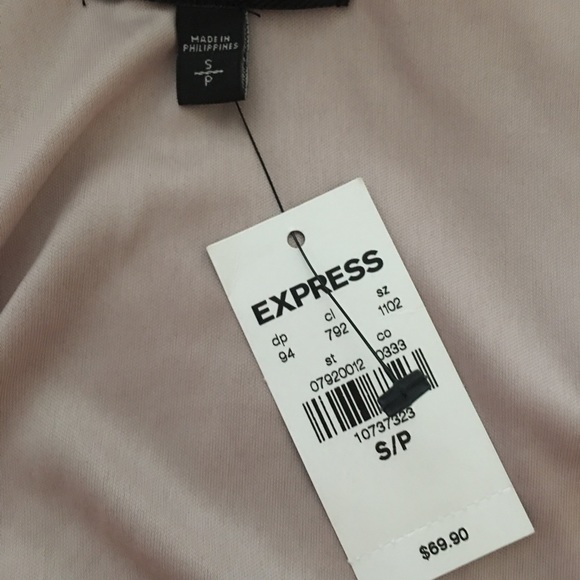 MADE IN
PHILIPPINES
S
P
EXPRESS
dp cl sz
94 792 1102
st co
07920012 0333
10737323
S/P
$69.90